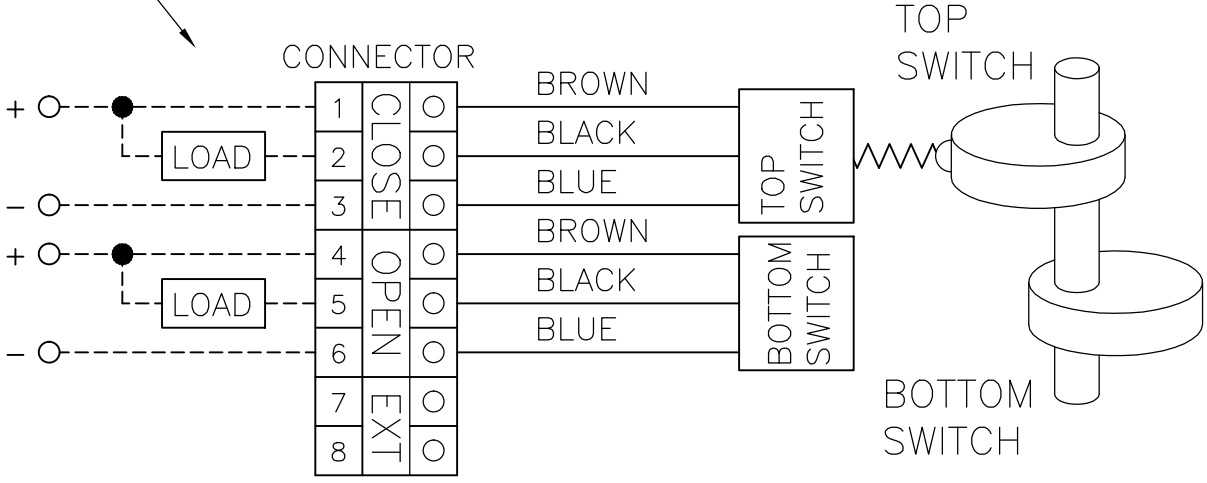 TOP
SWITCH
CONNECTOR
+
1
CLOSE
BROWN
LOAD
2
BLACK
-
3
BLUE
TOP
SWITCH
+
4
OPEN
BROWN
LOAD
5
BLACK
-
6
BLUE
BOTTOM
SWITCH
7
EXT
8
BOTTOM
SWITCH